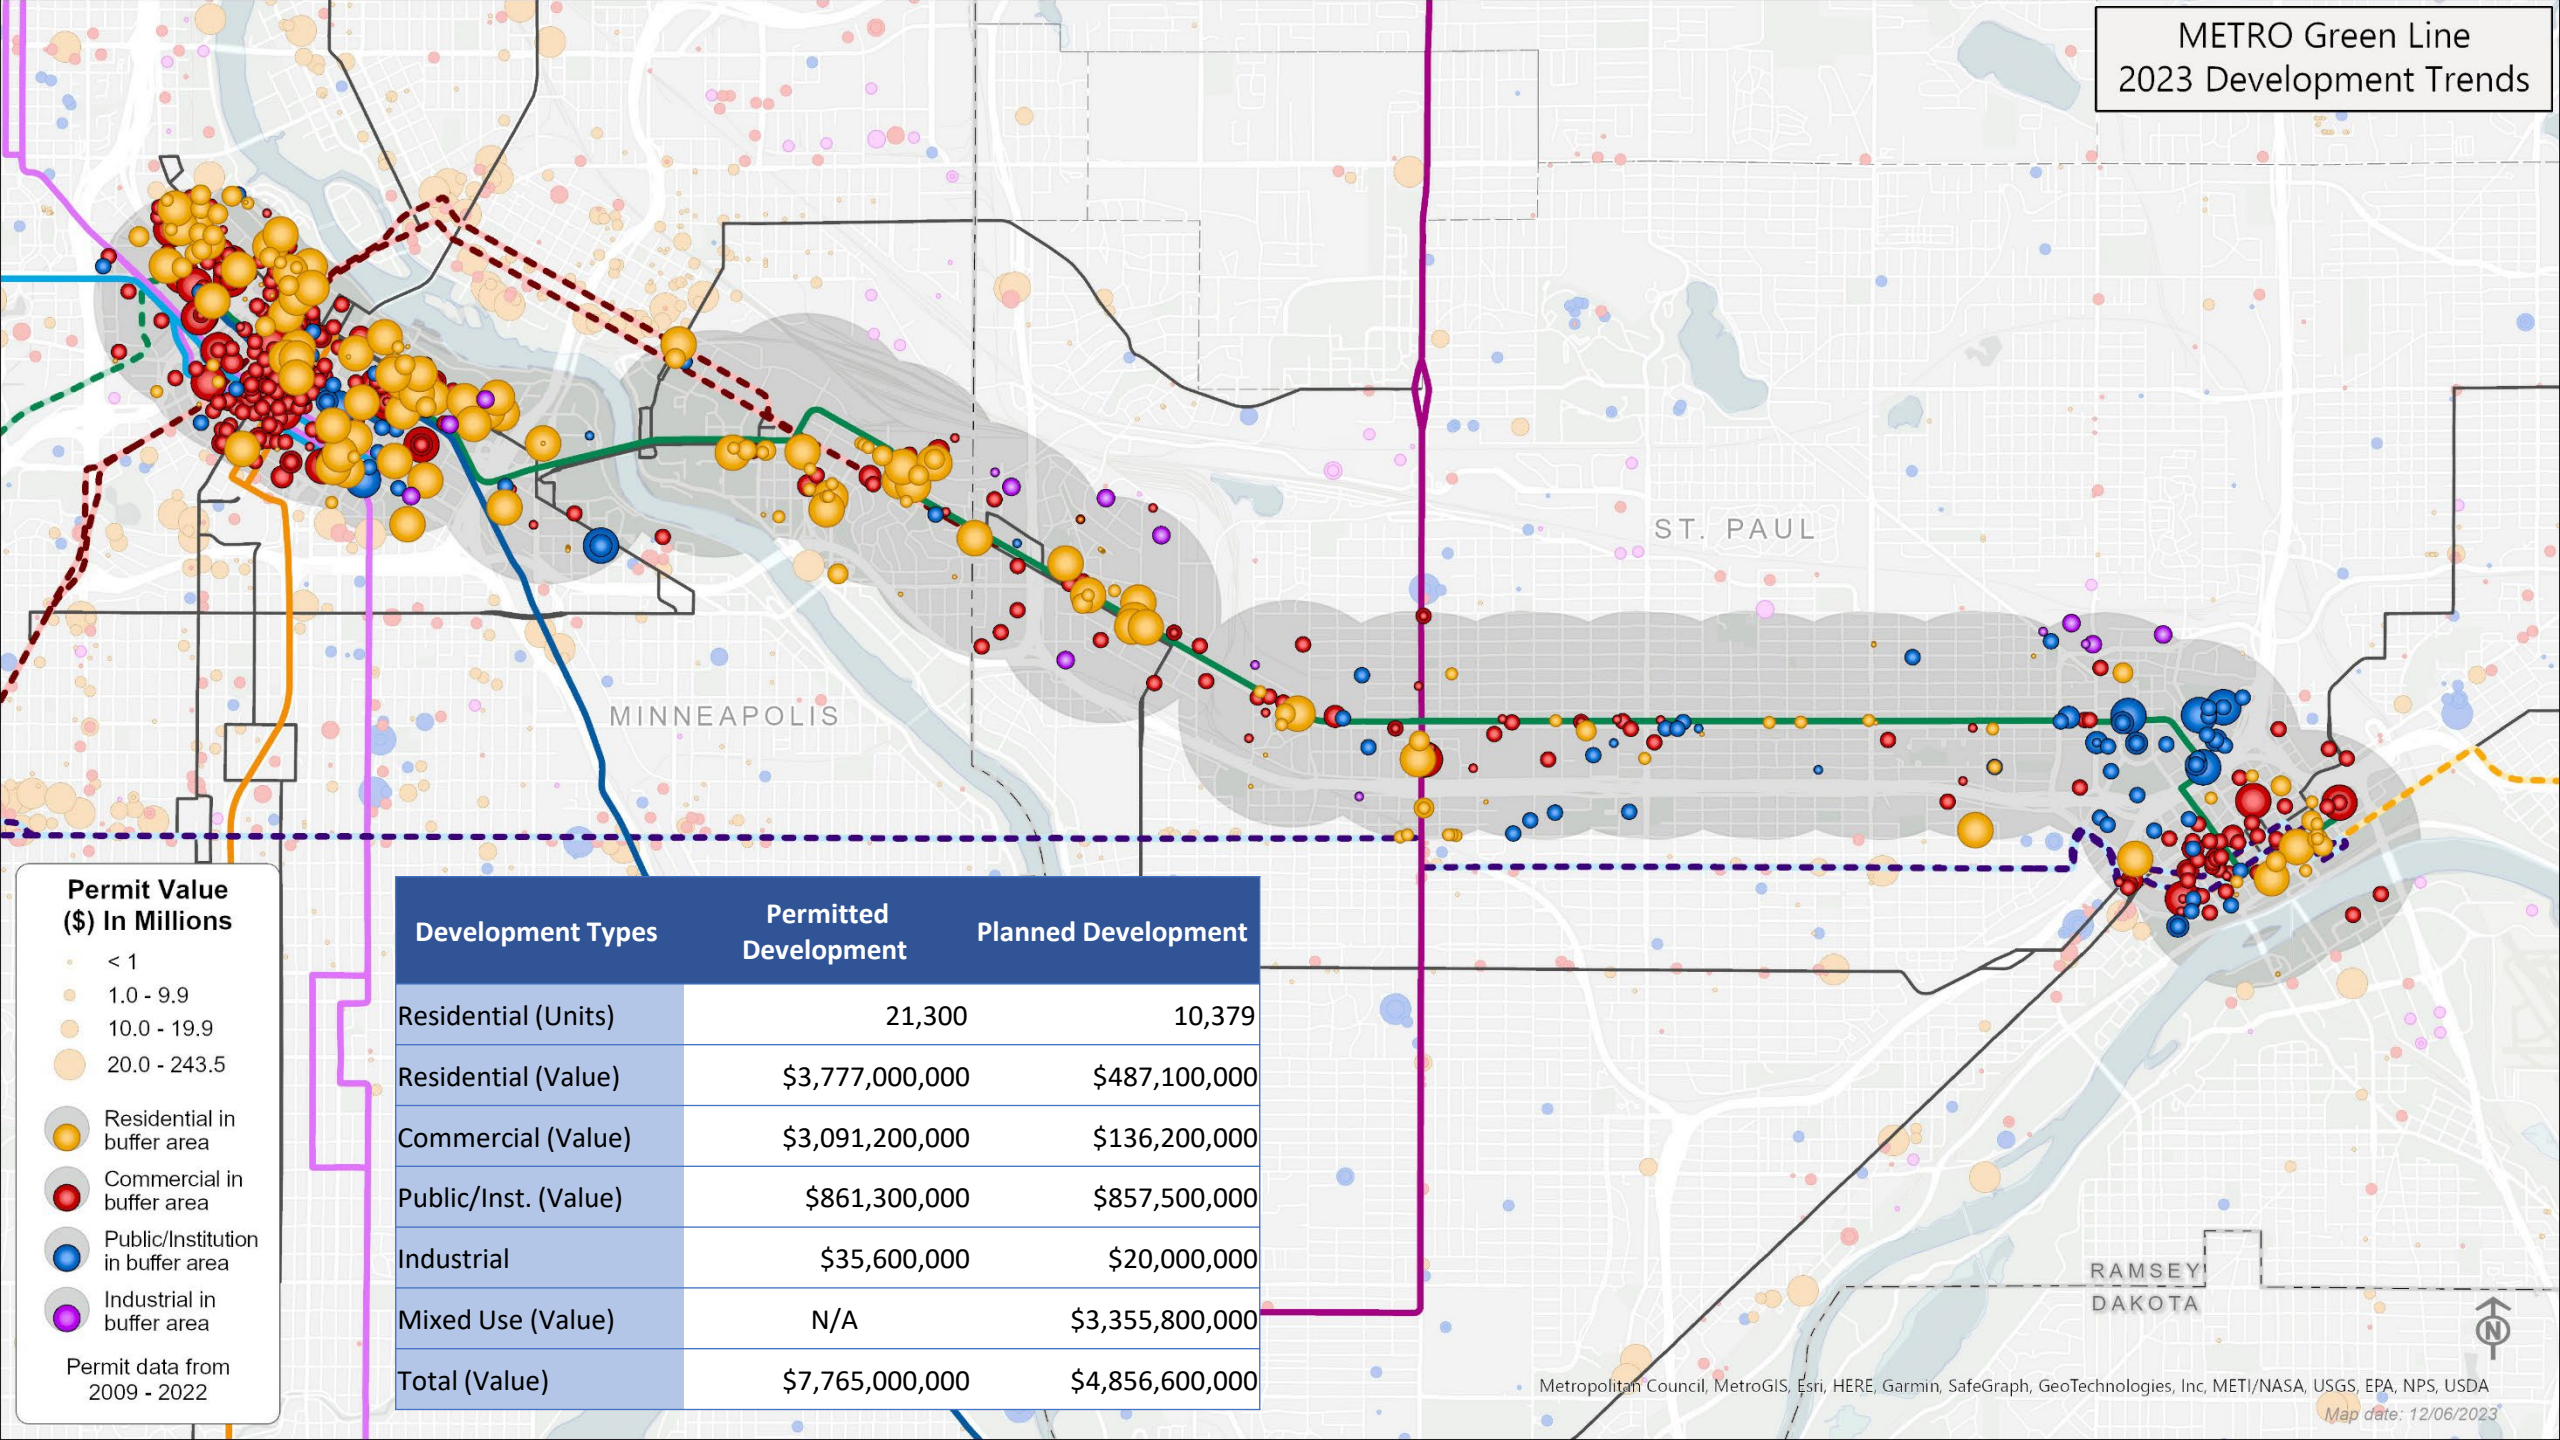 METRO Green Line
2023 Development Trends
ST. PAUL
MINNEAPOLIS
Permit Value
($) In Millions
< 1
1.0 - 9.9
10.0 - 19.9
20.0 - 243.5
Residential in
buffer area
Commercial in
buffer area
Public/Institution
in buffer area
Industrial in
buffer area
Permit data from
2009 - 2022
Development Types Permitted Development Planned Development
Residential (Units) 21,300 10,379
Residential (Value) $3,777,000,000 $487,100,000
Commercial (Value) $3,091,200,000 $136,200,000
Public/Inst. (Value) $861,300,000 $857,500,000
Industrial $35,600,000 $20,000,000
Mixed Use (Value) N/A $3,355,800,000
Total (Value) $7,765,000,000 $4,856,600,000
RAMSEY
DAKOTA
N
Metropolitan Council, MetroGIS, Esri, HERE, Garmin, SafeGraph, GeoTechnologies, Inc, METI/NASA, USGS, EPA, NPS, USDA
Map date: 12/06/2023